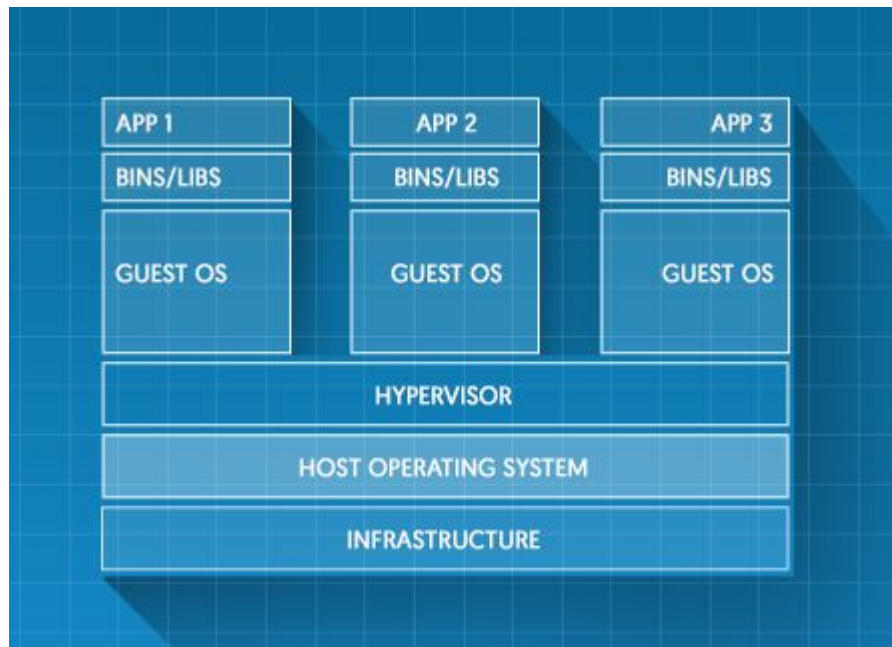 APP 1
APP 2
APP 3
BINS/LIBS
BINS/LIBS
BINS/LIBS
GUEST OS
GUEST OS
GUEST OS
HYPERVISOR
HOST OPERATING SYSTEM
INFRASTRUCTURE